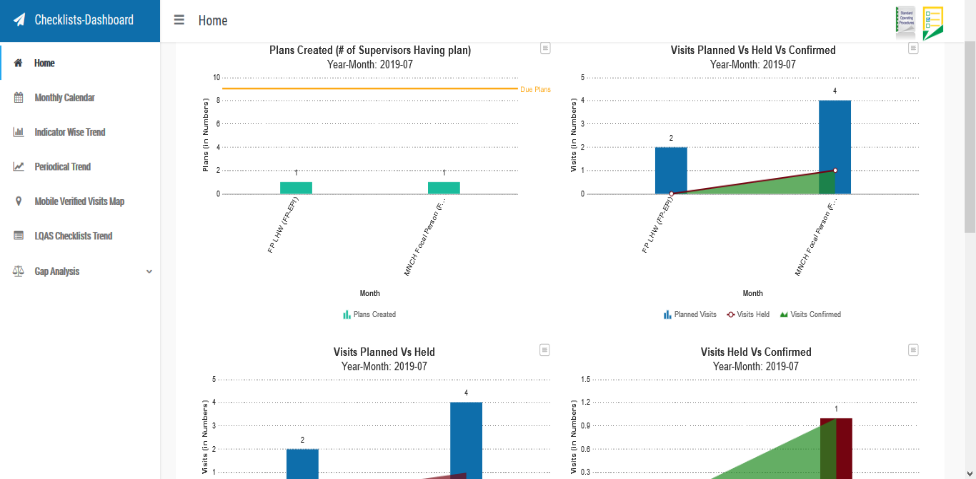 Checklists-Dashboard
Home
Standard
Operating
Procedures
Home
Monthly Calendar
Indicator Wise Trend
Periodical Trend
Mobile Verified Visits Map
LQAS Checklists Trend
Gap Analysis
Plans Created (# of Supervisors Having plan)
Year-Month: 2019-07
Plans (in Numbers)
10
8
6
4
2
0
Due Plans
1
1
FP LHW (FP-EPI)
MNCH Focal Person (F...
Month
Plans Created
Visits Planned Vs Held Vs Confirmed
Year-Month: 2019-07
Visits (in Numbers)
5
4
3
2
1
0
2
4
FP LHW (FP-EPI)
MNCH Focal Person (F...
Month
Planned Visits Visits Held Visits Confirmed
Visits Planned Vs Held
Year-Month: 2019-07
Visits (in Numbers)
5
4
3
2
1
2
4
Visits Held Vs Confirmed
Year-Month: 2019-07
Visits (in Numbers)
1.5
1.2
0.9
0.6
0.3
1